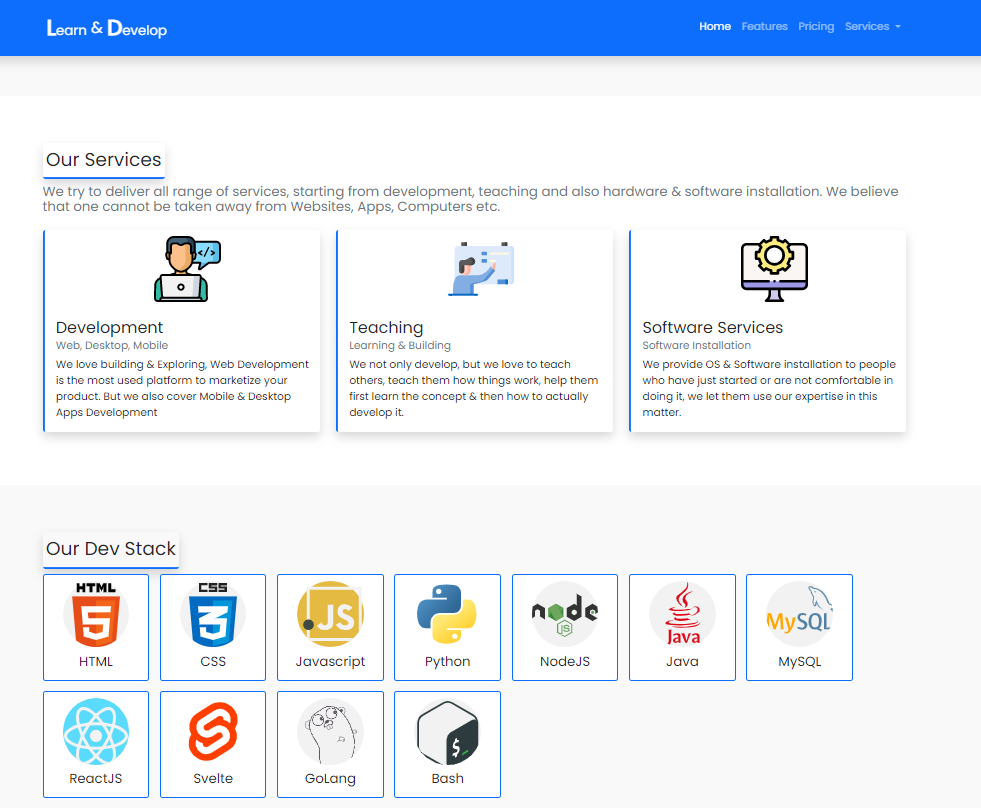 Learn & Develop
Home Features Pricing Services
Our Services
We try to deliver all range of services, starting from development, teaching and also hardware & software installation. We believe
that one cannot be taken away from Websites, Apps, Computers etc.
</>
Development
Web, Desktop, Mobile
We love building & Exploring, Web Development
is the most used platform to marketize your
product. But we also cover Mobile & Desktop
Apps Development
Teaching
Learning & Building
We not only develop, but we love to teach
others, teach them how things work, help them
first learn the concept & then how to actually
develop it.
Software Services
Software Installation
We provide OS & Software installation to people
who have just started or are not comfortable in
doing it, we let them use our expertise in this
matter.
Our Dev Stack
HTML
5
HTML
CSS
3
CSS
JS
Javascript
Python
node
JS
NodeJS
Java
Java
MySQL
MySQL
ReactJS
Svelte
GoLang
$_
Bash